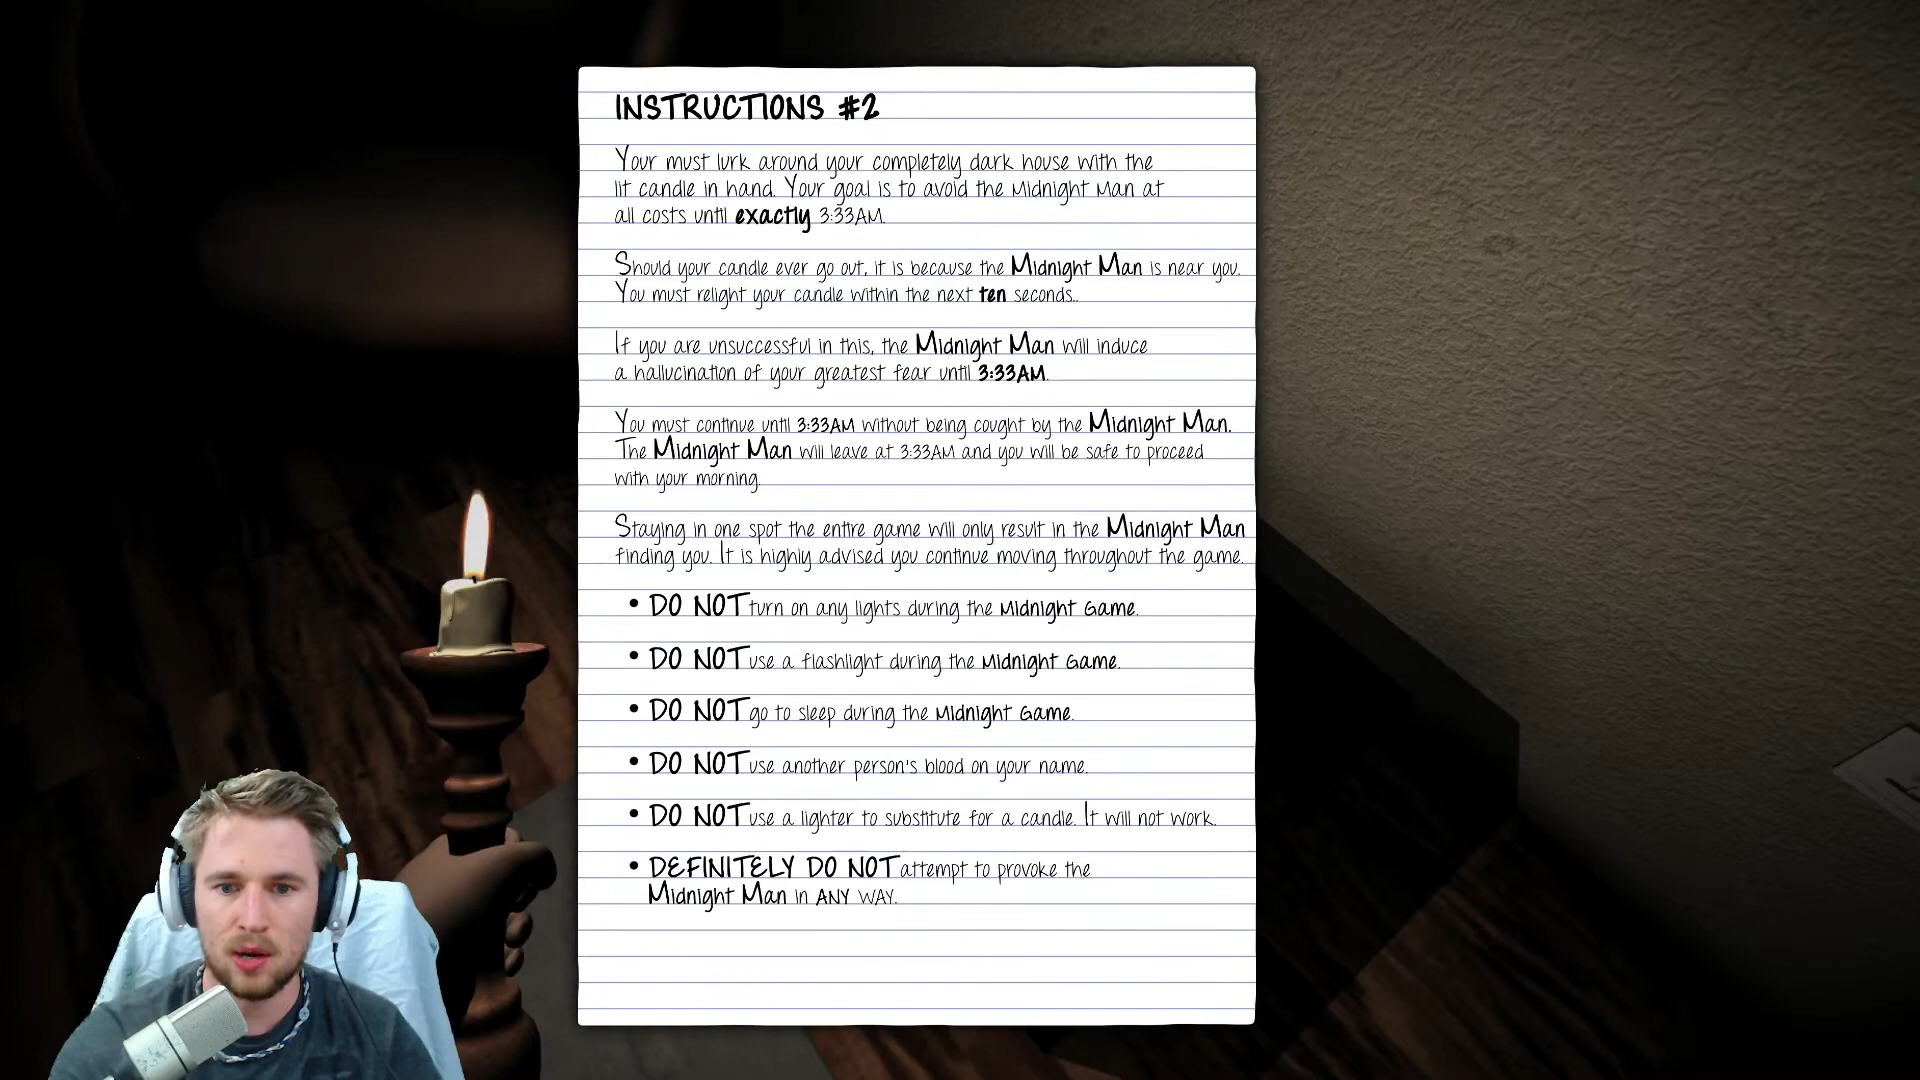 INSTRUCTIONS #2
Your must lurk around your completely dark house with the
lit candle in hand. Your goal is to avoid the Midnight Man at
all costs until exactly 3:33AM.
Should your candle ever go out, it is because the Midnight Man is near you.
You must relight your candle within the next ten seconds..
If you are unsuccessful in this, the Midnight Man will induce
a hallucination of your greatest fear until 3:33AM.
You must continue until 3:33AM without being cought by the Midnight Man.
The Midnight Man will leave at 3:33AM and you will be safe to proceed
with your morning.
Staying in one spot the entire game will only result in the Midnight Man
finding you. It is highly advised you continue moving throughout the game.
• DO NOT turn on any lights during the Midnight Game.
• DO NOT use a flashlight during the Midnight Game.
• DO NOT go to sleep during the Midnight Game.
• DO NOT use another person's blood on your name.
• DO NOT use a lighter to substitute for a candle. It will not work.
• DEFINITELY DO NOT attempt to provoke the
Midnight Man in ANY WAY.